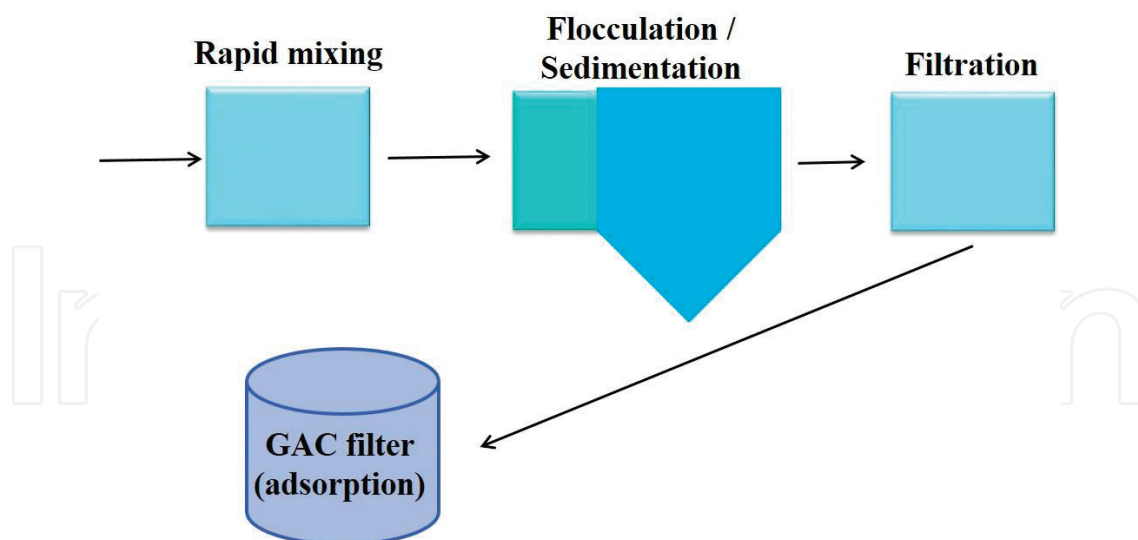 Rapid mixing
Flocculation /
Sedimentation
Filtration
GAC filter
(adsorption)